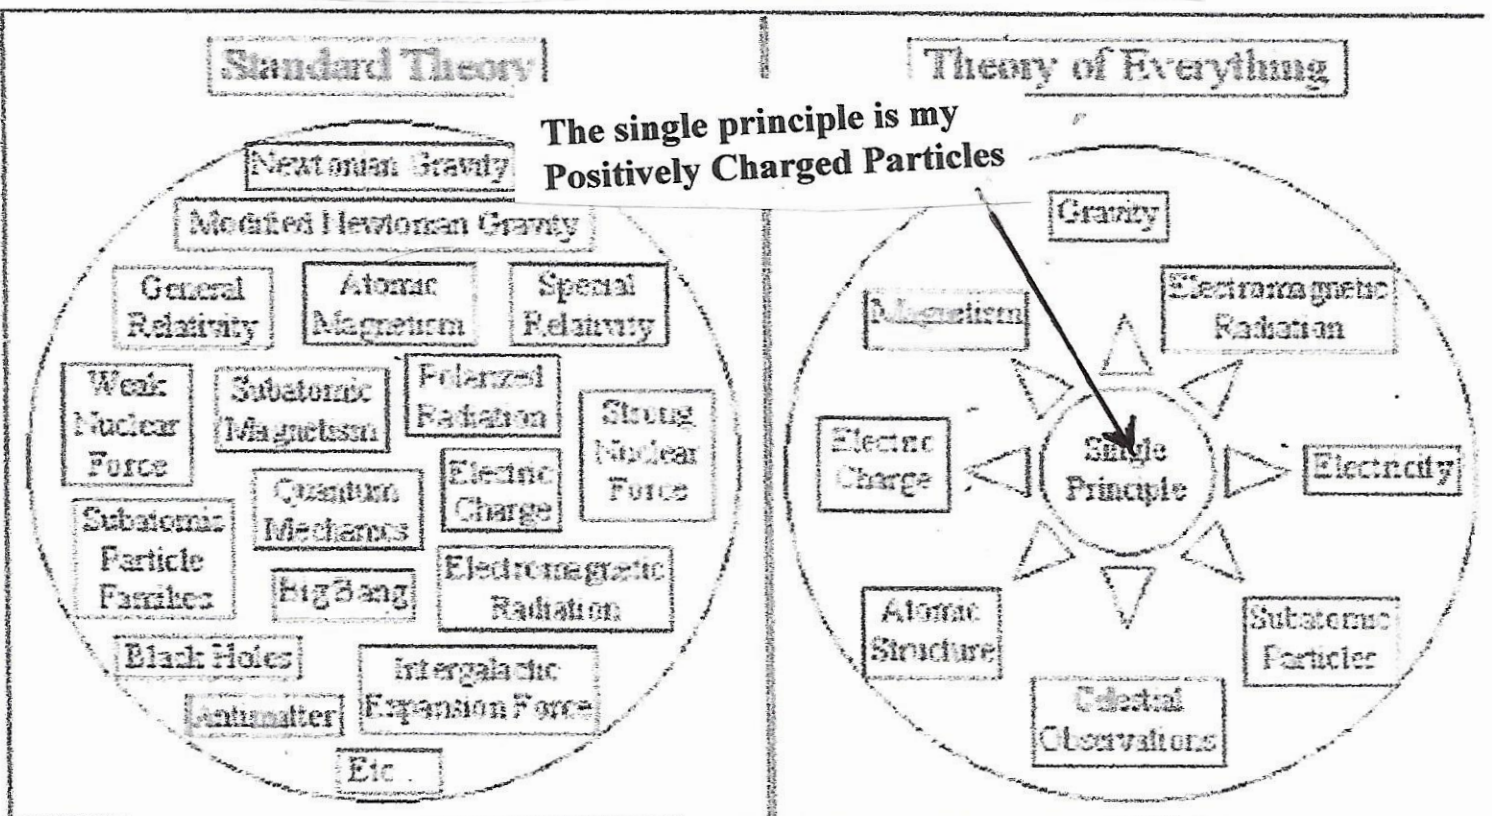 Standard Theory
Newtonian Gravity
Modified Newtonian Gravity
General
Relativity
Atomic
Magnetism
Special
Relativity
Weak
Nuclear
Force
Subatomic
Magnetism
Polarized
Radiation
Strong
Nuclear
Force
Quantum
Mechanics
Electric
Charge
Subatomic
Particle
Families
Big Bang
Electromagnetic
Radiation
Black Holes
Intergalactic
Expansion Force
Antimatter
Etc.
The single principle is my
Positively Charged Particles
Theory of Everything
Gravity
Magnetism
Electromagnetic
Radiation
Electric
Charge
Single
Principle
Electricity
Atomic
Structure
Subatomic
Particles
Celestial
Observations